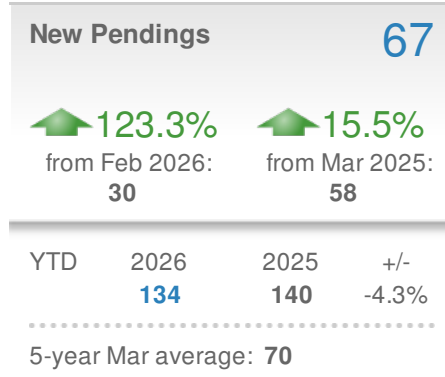 New Pendings 67
123.3% 15.5%
from Feb 2026: from Mar 2025:
30 58
YTD 2026 2025 +/-
134 140 -4.3%
5-year Mar average: 70